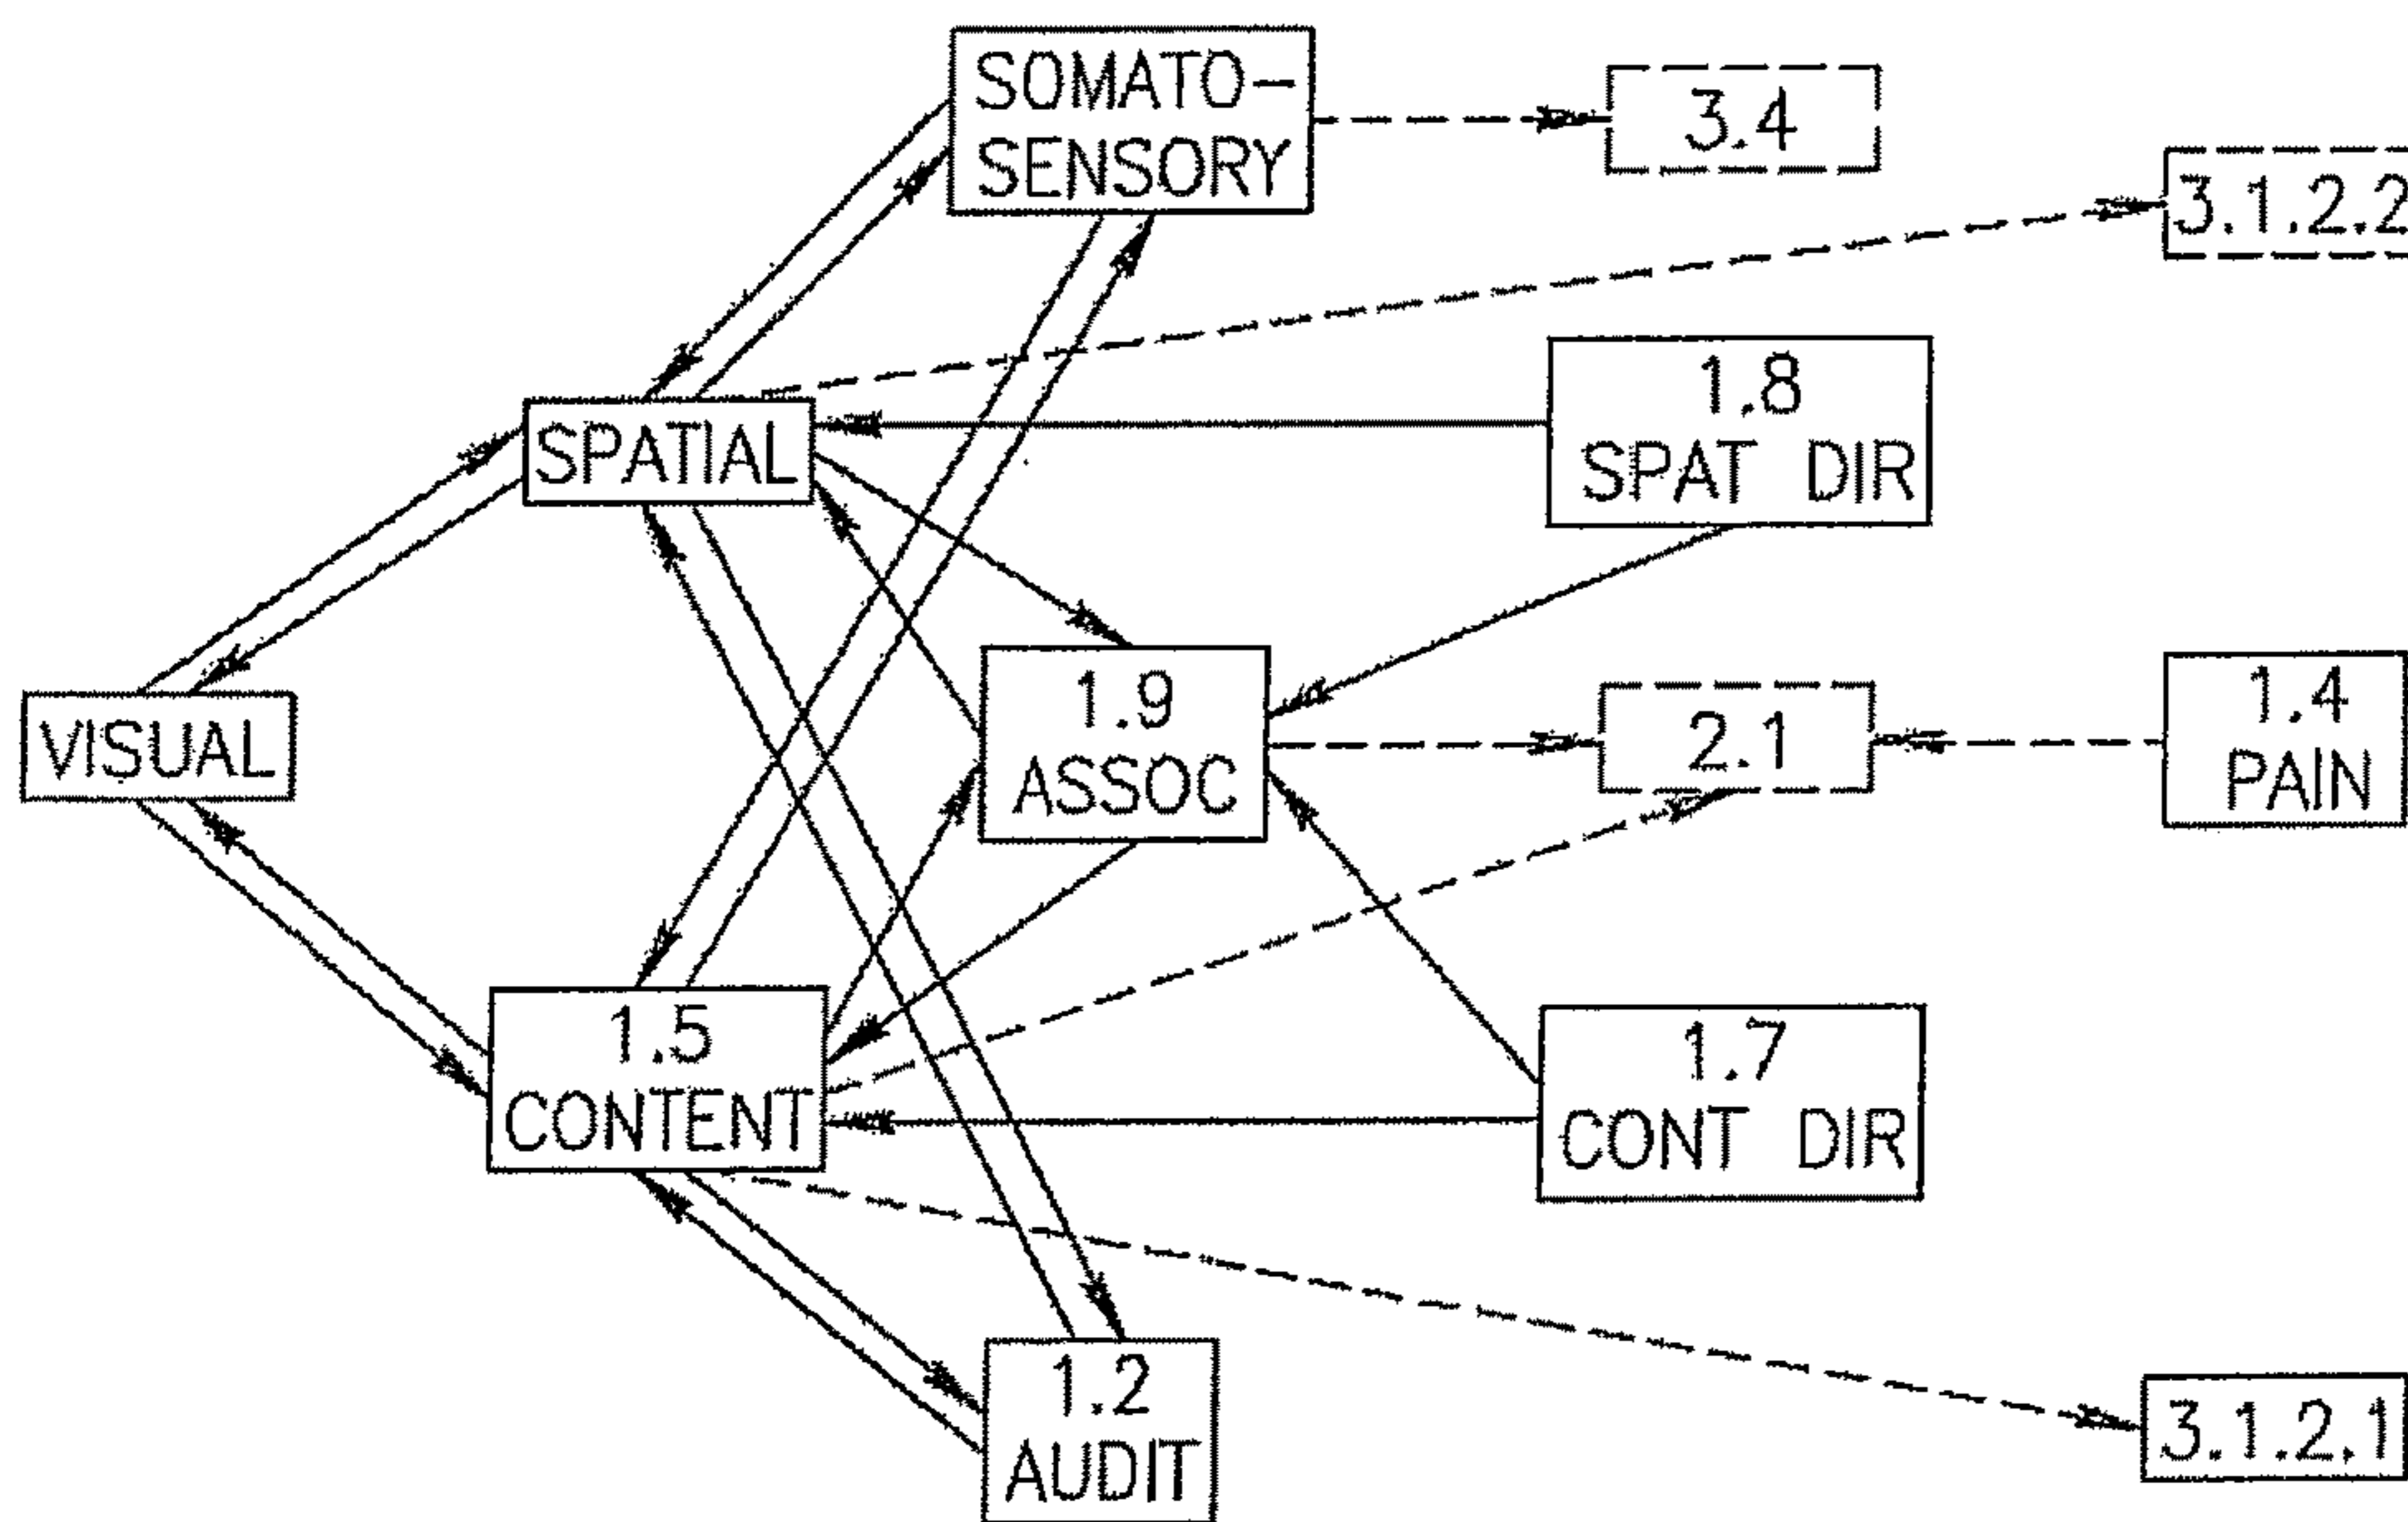 SOMATO-
SENSORY
3.4
3.1.2.2
1.8
SPAT DIR
SPATIAL
1.9
ASSOC
2.1
1.4
PAIN
VISUAL
1.5
CONTENT
1.7
CONT DIR
1.2
AUDIT
3.1.2.1